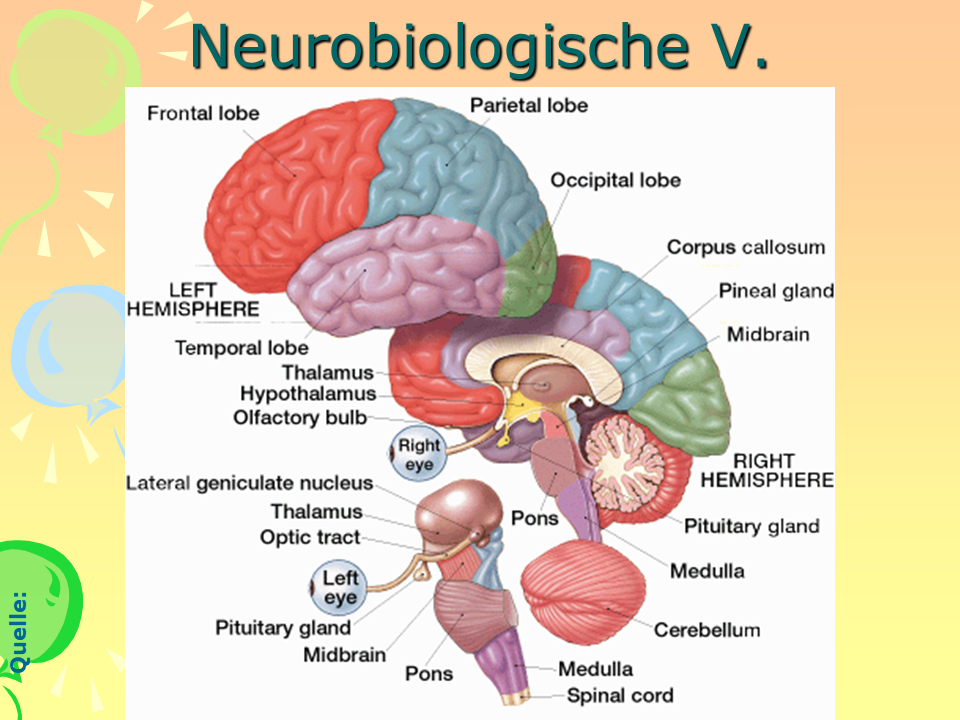 Neurobiologische V.
Frontal lobe
Parietal lobe
Occipital lobe
Corpus callosum
Pineal gland
Midbrain
LEFT
HEMISPHERE
Temporal lobe
Thalamus
Hypothalamus
Olfactory bulb
Right
eye
Lateral geniculate nucleus
Thalamus
Optic tract
Left
eye
Pituitary gland
Midbrain
Pons
RIGHT
HEMISPHERE
Pons
Pituitary gland
Medulla
Cerebellum
Medulla
Spinal cord
Quelle: